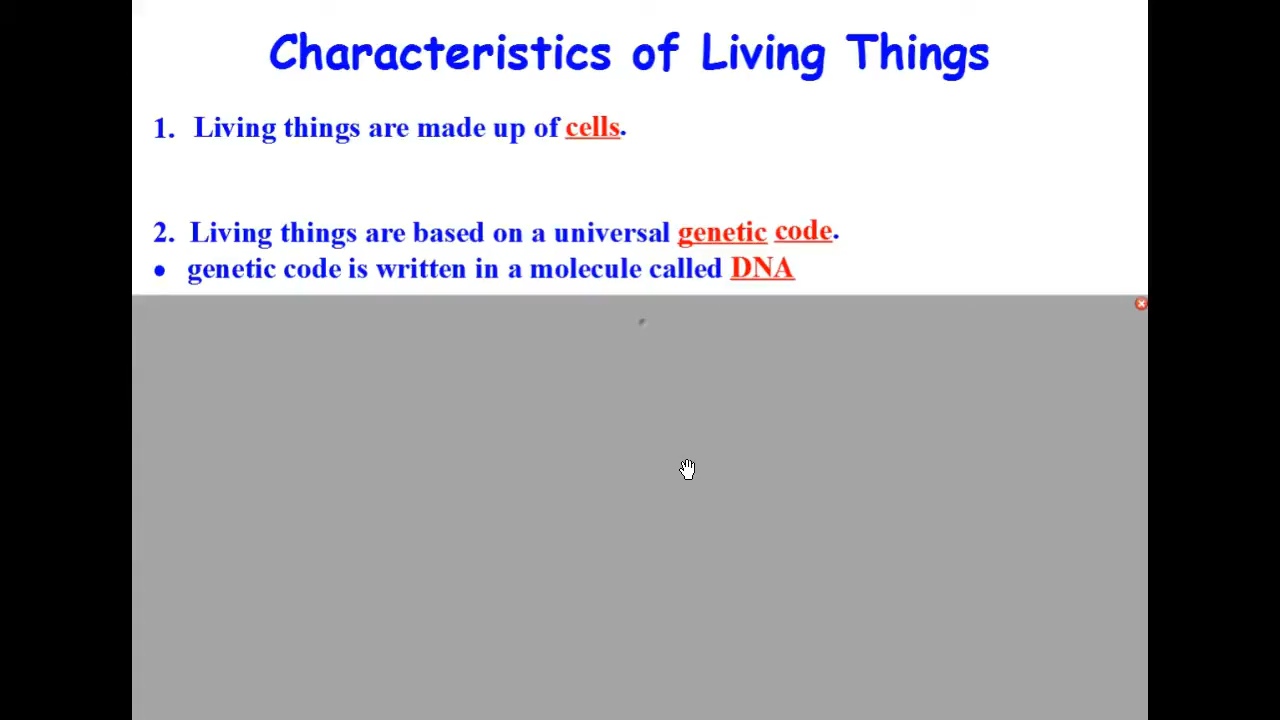 Characteristics of Living Things
1. Living things are made up of cells.
2. Living things are based on a universal genetic code.
• genetic code is written in a molecule called DNA